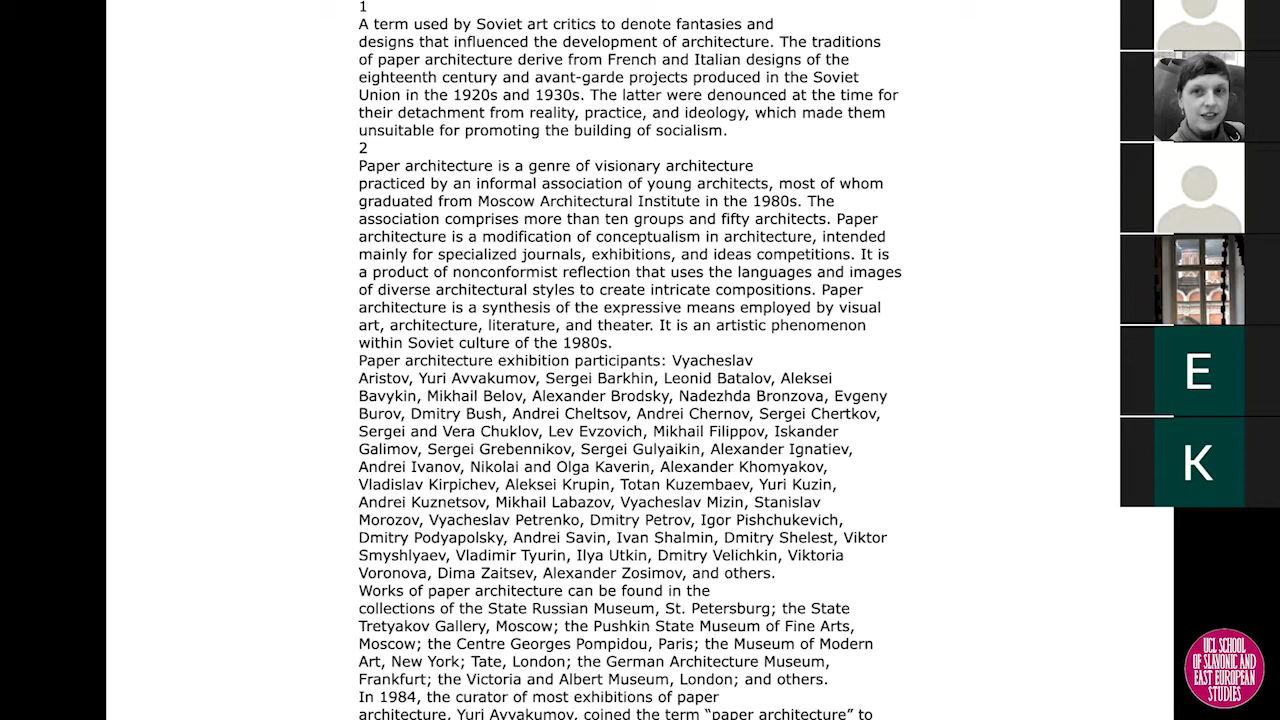 1
A term used by Soviet art critics to denote fantasies and
designs that influenced the development of architecture. The traditions
of paper architecture derive from French and Italian designs of the
eighteenth century and avant-garde projects produced in the Soviet
Union in the 1920s and 1930s. The latter were denounced at the time for
their detachment from reality, practice, and ideology, which made them
unsuitable for promoting the building of socialism.
2
Paper architecture is a genre of visionary architecture
practiced by an informal association of young architects, most of whom
graduated from Moscow Architectural Institute in the 1980s. The
association comprises more than ten groups and fifty architects. Paper
architecture is a modification of conceptualism in architecture, intended
mainly for specialized journals, exhibitions, and ideas competitions. It is
a product of nonconformist reflection that uses the languages and images
of diverse architectural styles to create intricate compositions. Paper
architecture is a synthesis of the expressive means employed by visual
art, architecture, literature, and theater. It is an artistic phenomenon
within Soviet culture of the 1980s.
Paper architecture exhibition participants: Vyacheslav
Aristov, Yuri Avvakumov, Sergei Barkhin, Leonid Batalov, Aleksei
Bavykin, Mikhail Belov, Alexander Brodsky, Nadezhda Bronzova, Evgeny
Burov, Dmitry Bush, Andrei Cheltsov, Andrei Chernov, Sergei Chertkov,
Sergei and Vera Chuklov, Lev Evzovich, Mikhail Filippov, Iskander
Galimov, Sergei Grebennikov, Sergei Gulyaikin, Alexander Ignatiev,
Andrei Ivanov, Nikolai and Olga Kaverin, Alexander Khomyakov,
Vladislav Kirpichev, Aleksei Krupin, Totan Kuzembaev, Yuri Kuzin,
Andrei Kuznetsov, Mikhail Labazov, Vyacheslav Mizin, Stanislav
Morozov, Vyacheslav Petrenko, Dmitry Petrov, Igor Pishchukevich,
Dmitry Podyapolsky, Andrei Savin, Ivan Shalmin, Dmitry Shelest, Viktor
Smyshlyaev, Vladimir Tyurin, Ilya Utkin, Dmitry Velichkin, Viktoria
Voronova, Dima Zaitsev, Alexander Zosimov, and others.
Works of paper architecture can be found in the
collections of the State Russian Museum, St. Petersburg; the State
Tretyakov Gallery, Moscow; the Pushkin State Museum of Fine Arts,
Moscow; the Centre Georges Pompidou, Paris; the Museum of Modern
Art, New York; Tate, London; the German Architecture Museum,
Frankfurt; the Victoria and Albert Museum, London; and others.
In 1984, the curator of most exhibitions of paper
architecture, Yuri Avvakumov, coined the term “paper architecture” to
E
K
UCL SCHOOL
OF SLAVONIC AND
EAST EUROPEAN
STUDIES